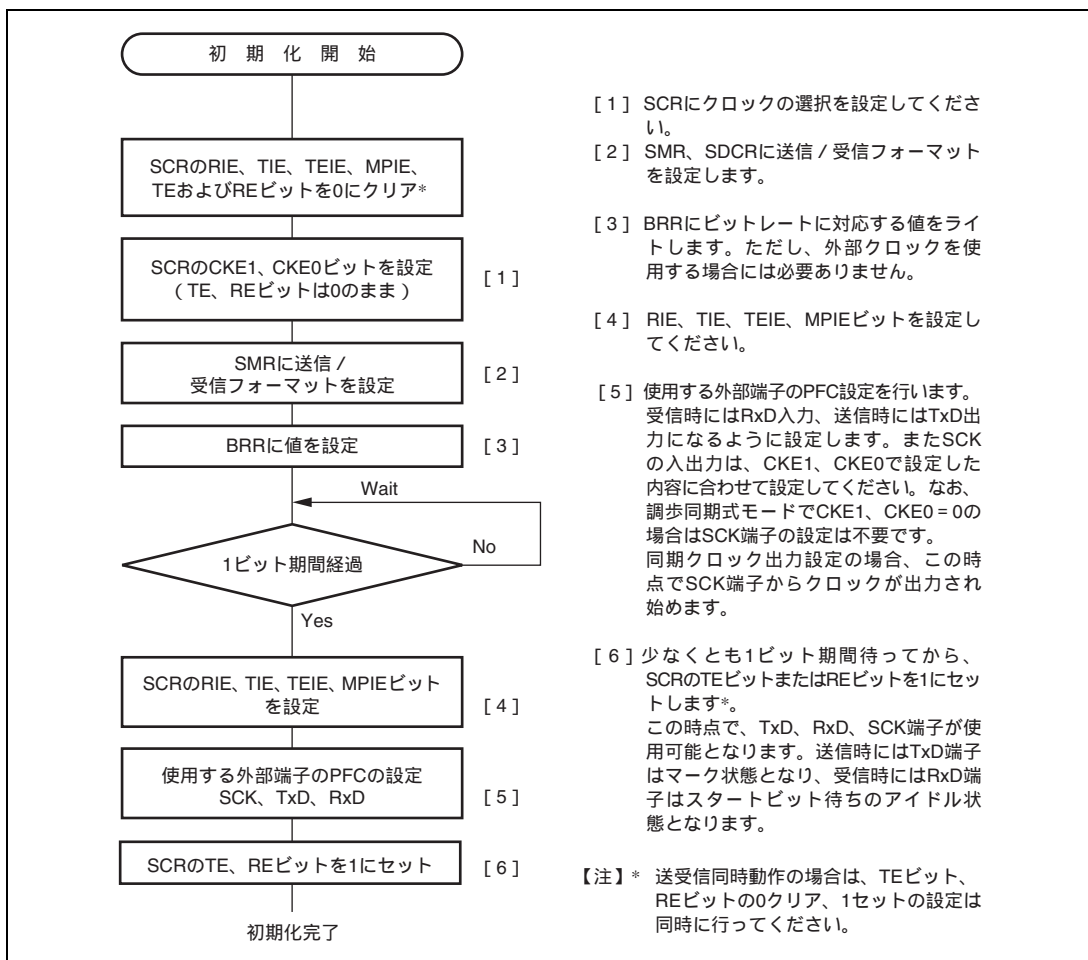 初 期 化 開 始
SCRのRIE、TIE、TEIE、MPIE、
TEおよびREビットを0にクリア*
SCRのCKE1、CKE0ビットを設定
（TE、REビットは0のまま）
[1]
SMRに送信／
受信フォーマットを設定
[2]
BRRに値を設定
[3]
Wait
1ビット期間経過
No
Yes
SCRのRIE、TIE、TEIE、MPIEビット
を設定
[4]
使用する外部端子のPFCの設定
SCK、TxD、RxD
[5]
SCRのTE、REビットを1にセット
[6]
初期化完了
[1] SCRにクロックの選択を設定してくださ
い。
[2] SMR、SDCRに送信／受信フォーマット
を設定します。
[3] BRRにビットレートに対応する値をライ
トします。ただし、外部クロックを使
用する場合には必要ありません。
[4] RIE、TIE、TEIE、MPIEビットを設定し
てください。
[5] 使用する外部端子のPFC設定を行います。
受信時にはRxD入力、送信時にはTxD出
力になるように設定します。またSCK
の入出力は、CKE1、CKE0で設定した
内容に合わせて設定してください。なお、
調歩同期式モードでCKE1、CKE0=0の
場合はSCK端子の設定は不要です。
同期クロック出力設定の場合、この時
点でSCK端子からクロックが出力され
始めます。
[6] 少なくとも1ビット期間待ってから、
SCRのTEビットまたはREビットを1にセッ
トします*。
この時点で、TxD、RxD、SCK端子が使
用可能となります。送信時にはTxD端子
はマーク状態となり、受信時にはRxD端
子はスタートビット待ちのアイドル状
態となります。
【注】* 送受信同時動作の場合は、TEビット、
REビットの0クリア、1セットの設定は
同時に行ってください。